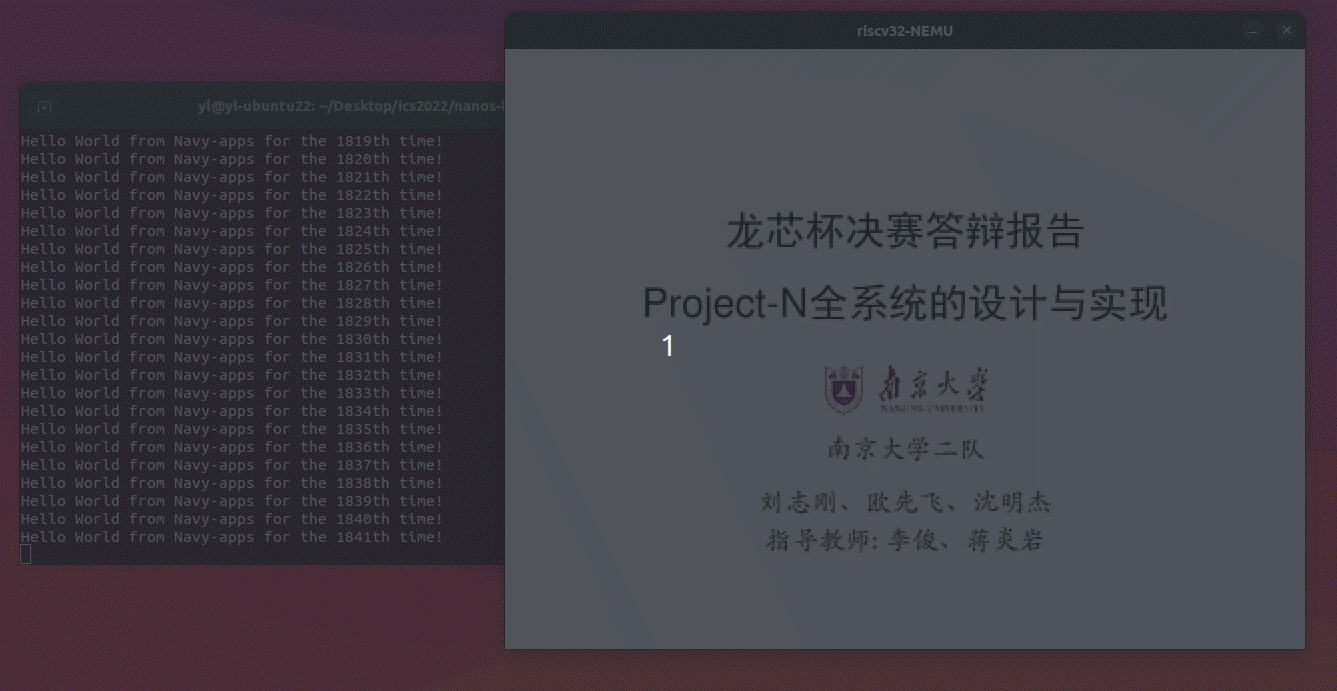 riscv32-NEMU
yl@yl-ubuntu22: ~/Desktop/ics2022/nanos-
Hello World from Navy-apps for the 1819th time!
Hello World from Navy-apps for the 1820th time!
Hello World from Navy-apps for the 1821th time!
Hello World from Navy-apps for the 1822th time!
Hello World from Navy-apps for the 1823th time!
Hello World from Navy-apps for the 1824th time!
Hello World from Navy-apps for the 1825th time!
Hello World from Navy-apps for the 1826th time!
Hello World from Navy-apps for the 1827th time!
Hello World from Navy-apps for the 1828th time!
Hello World from Navy-apps for the 1829th time!
Hello World from Navy-apps for the 1830th time!
Hello World from Navy-apps for the 1831th time!
Hello World from Navy-apps for the 1832th time!
Hello World from Navy-apps for the 1833th time!
Hello World from Navy-apps for the 1834th time!
Hello World from Navy-apps for the 1835th time!
Hello World from Navy-apps for the 1836th time!
Hello World from Navy-apps for the 1837th time!
Hello World from Navy-apps for the 1838th time!
Hello World from Navy-apps for the 1839th time!
Hello World from Navy-apps for the 1840th time!
Hello World from Navy-apps for the 1841th time!
龙芯杯决赛答辩报告
Project-N全系统的设计与实现
1
南京大学
NANJING UNIVERSITY
南京大学二队
刘志刚、欧先飞、沈明杰
指导教师: 李俊、蒋炎岩